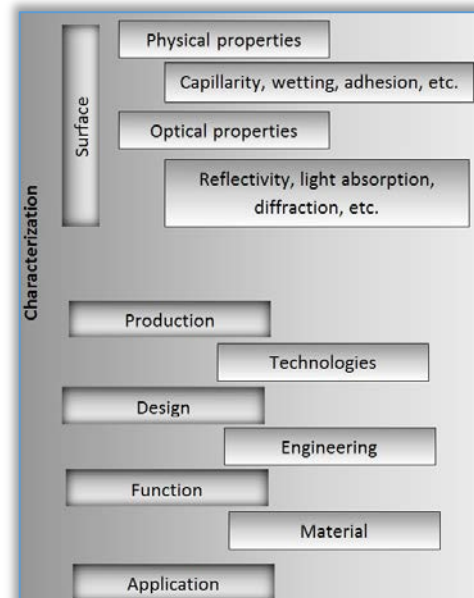 Characterization
Surface
Physical properties
Capillarity, wetting, adhesion, etc.
Optical properties
Reflectivity, light absorption,
diffraction, etc.
Production
Technologies
Design
Engineering
Function
Material
Application